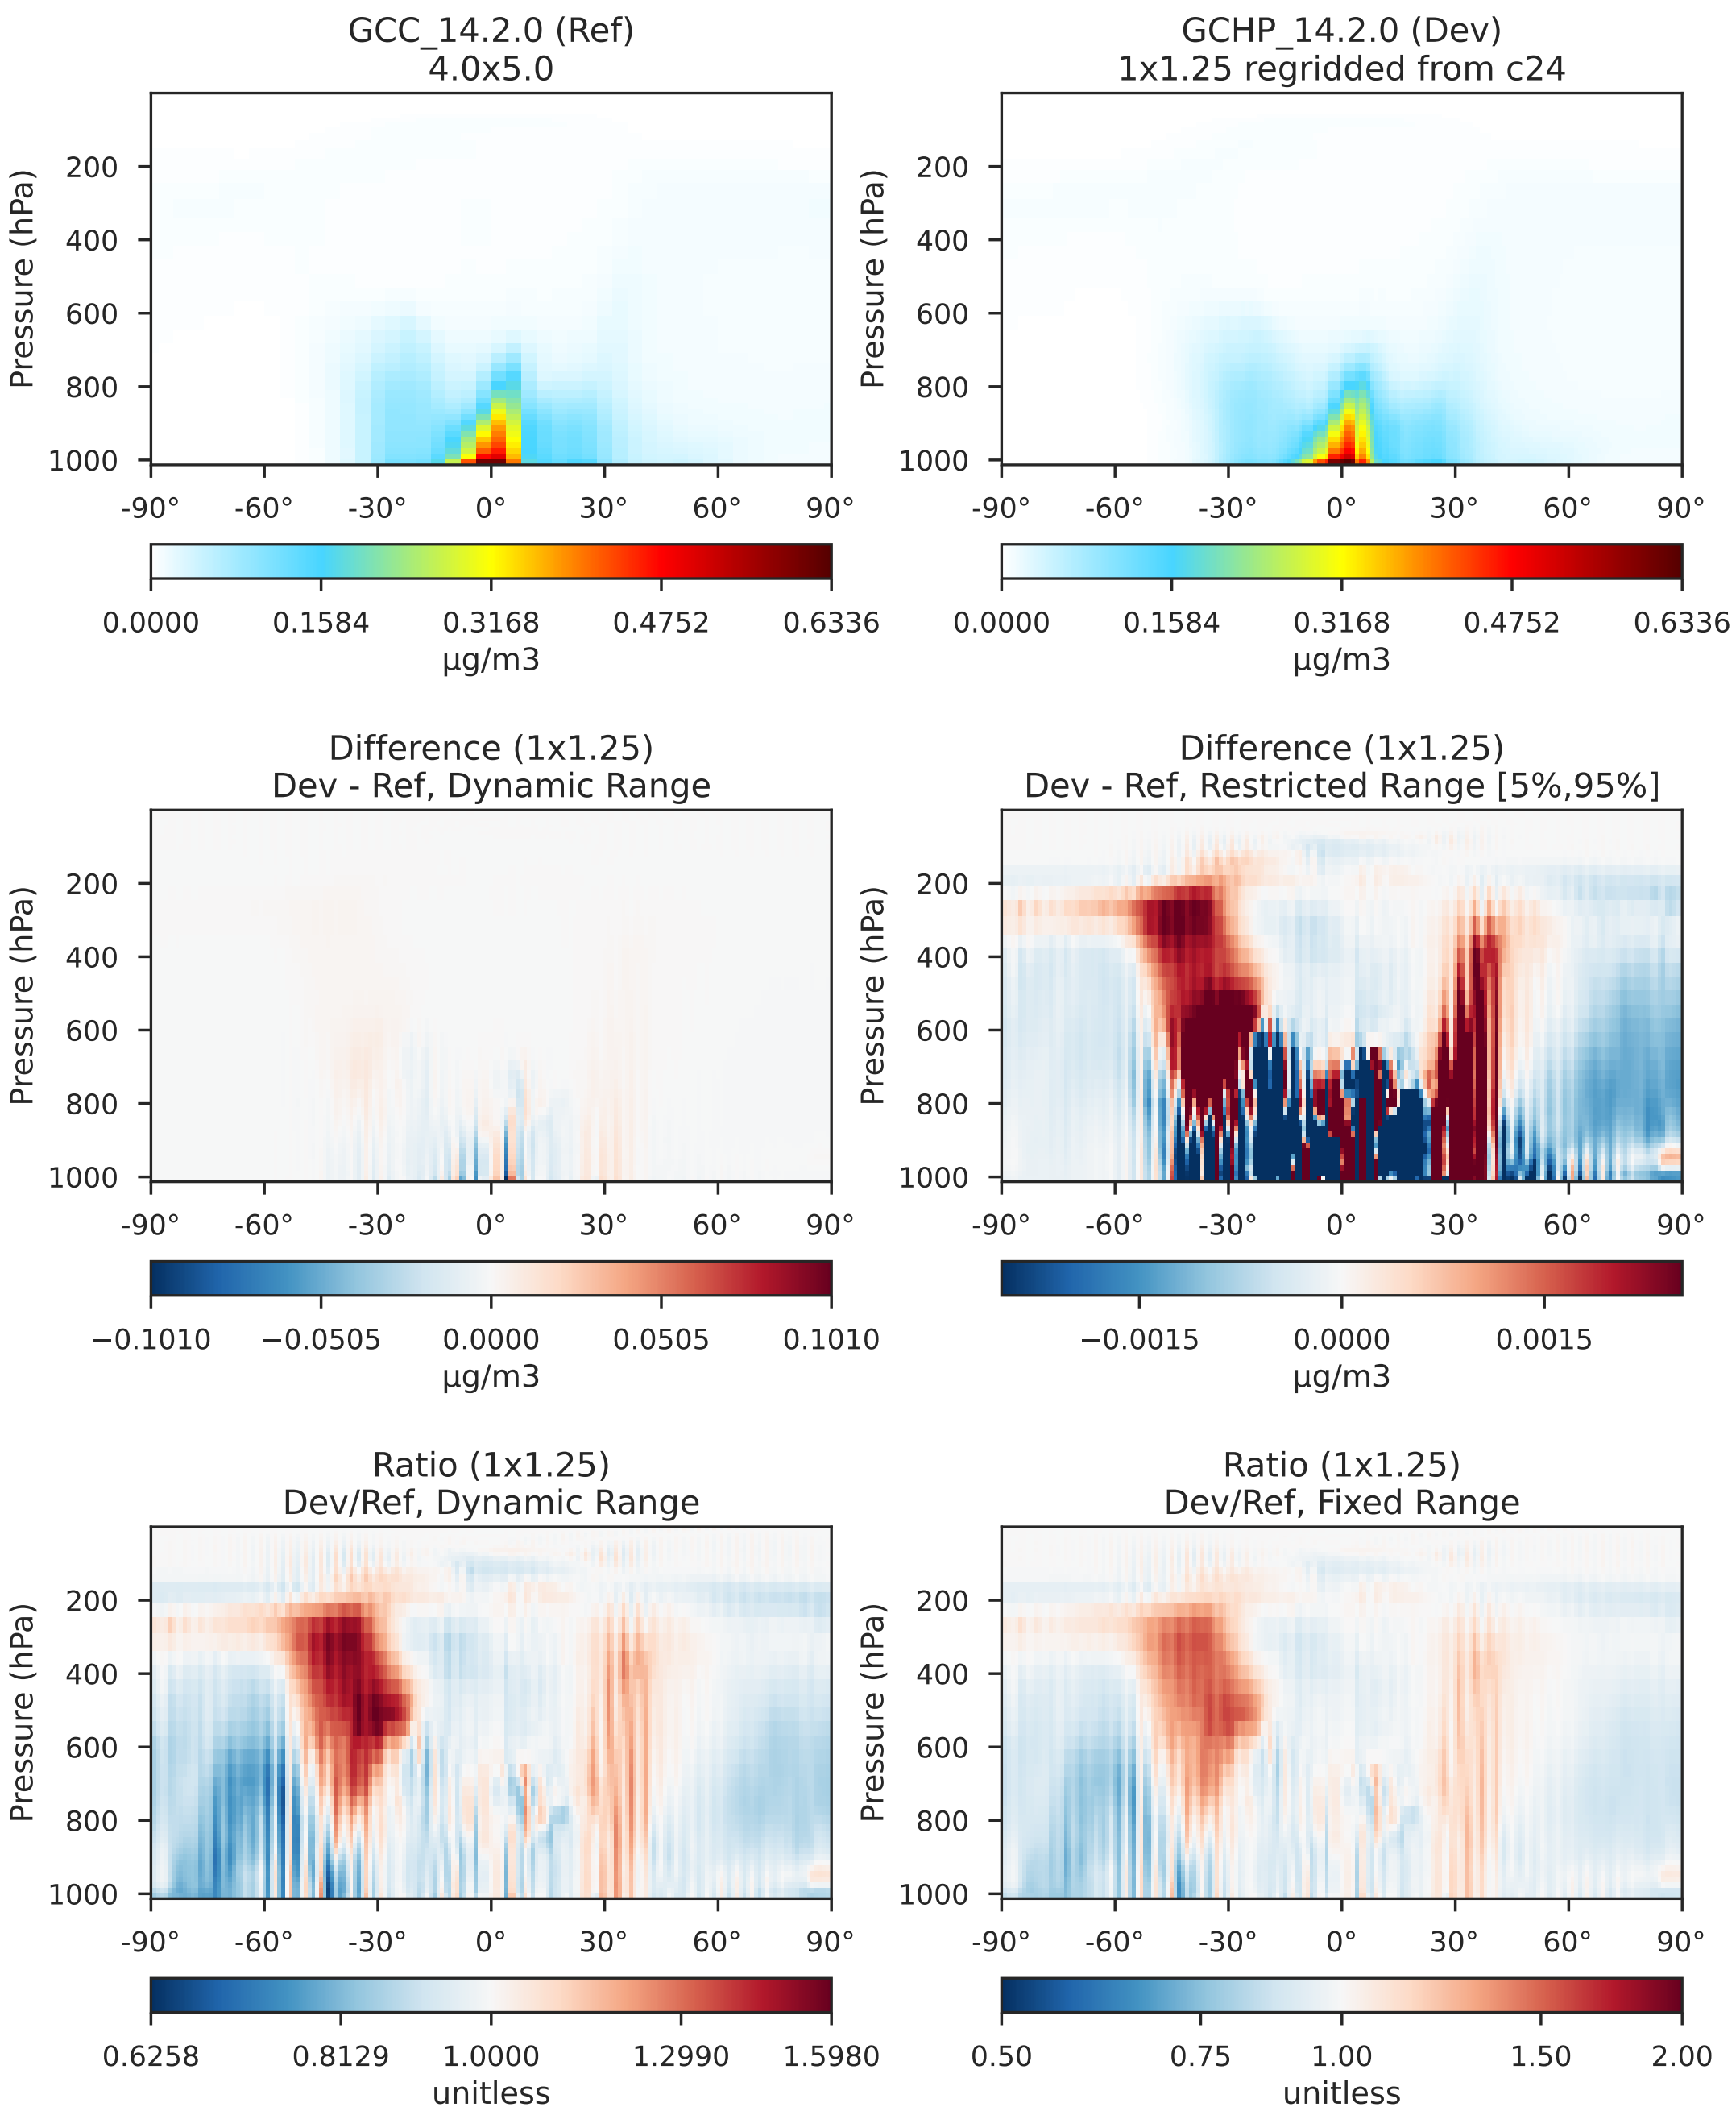 GCC_14.2.0 (Ref)
4.0x5.0
Pressure (hPa)
200
400
600
800
1000
-90° -60° -30° 0° 30° 60° 90°
0.0000 0.1584 0.3168 0.4752 0.6336
µg/m3
GCHP_14.2.0 (Dev)
1x1.25 regridded from c24
Pressure (hPa)
200
400
600
800
1000
-90° -60° -30° 0° 30° 60° 90°
0.0000 0.1584 0.3168 0.4752 0.6336
µg/m3
Difference (1x1.25)
Dev - Ref, Dynamic Range
Pressure (hPa)
200
400
600
800
1000
-90° -60° -30° 0° 30° 60° 90°
−0.1010 −0.0505 0.0000 0.0505 0.1010
µg/m3
Difference (1x1.25)
Dev - Ref, Restricted Range [5%,95%]
Pressure (hPa)
200
400
600
800
1000
-90° -60° -30° 0° 30° 60° 90°
−0.0015 0.0000 0.0015
µg/m3
Ratio (1x1.25)
Dev/Ref, Dynamic Range
Pressure (hPa)
200
400
600
800
1000
-90° -60° -30° 0° 30° 60° 90°
0.6258 0.8129 1.0000 1.2990 1.5980
unitless
Ratio (1x1.25)
Dev/Ref, Fixed Range
Pressure (hPa)
200
400
600
800
1000
-90° -60° -30° 0° 30° 60° 90°
0.50 0.75 1.00 1.50 2.00
unitless